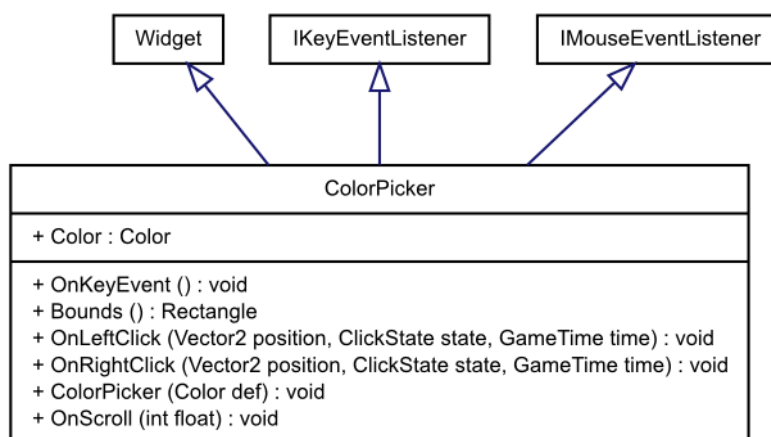 Widget
IKeyEventListener
IMouseEventListener
ColorPicker
+ Color : Color
+ OnKeyEvent () : void
+ Bounds () : Rectangle
+ OnLeftClick (Vector2 position, ClickState state, GameTime time) : void
+ OnRightClick (Vector2 position, ClickState state, GameTime time) : void
+ ColorPicker (Color def) : void
+ OnScroll (int float) : void